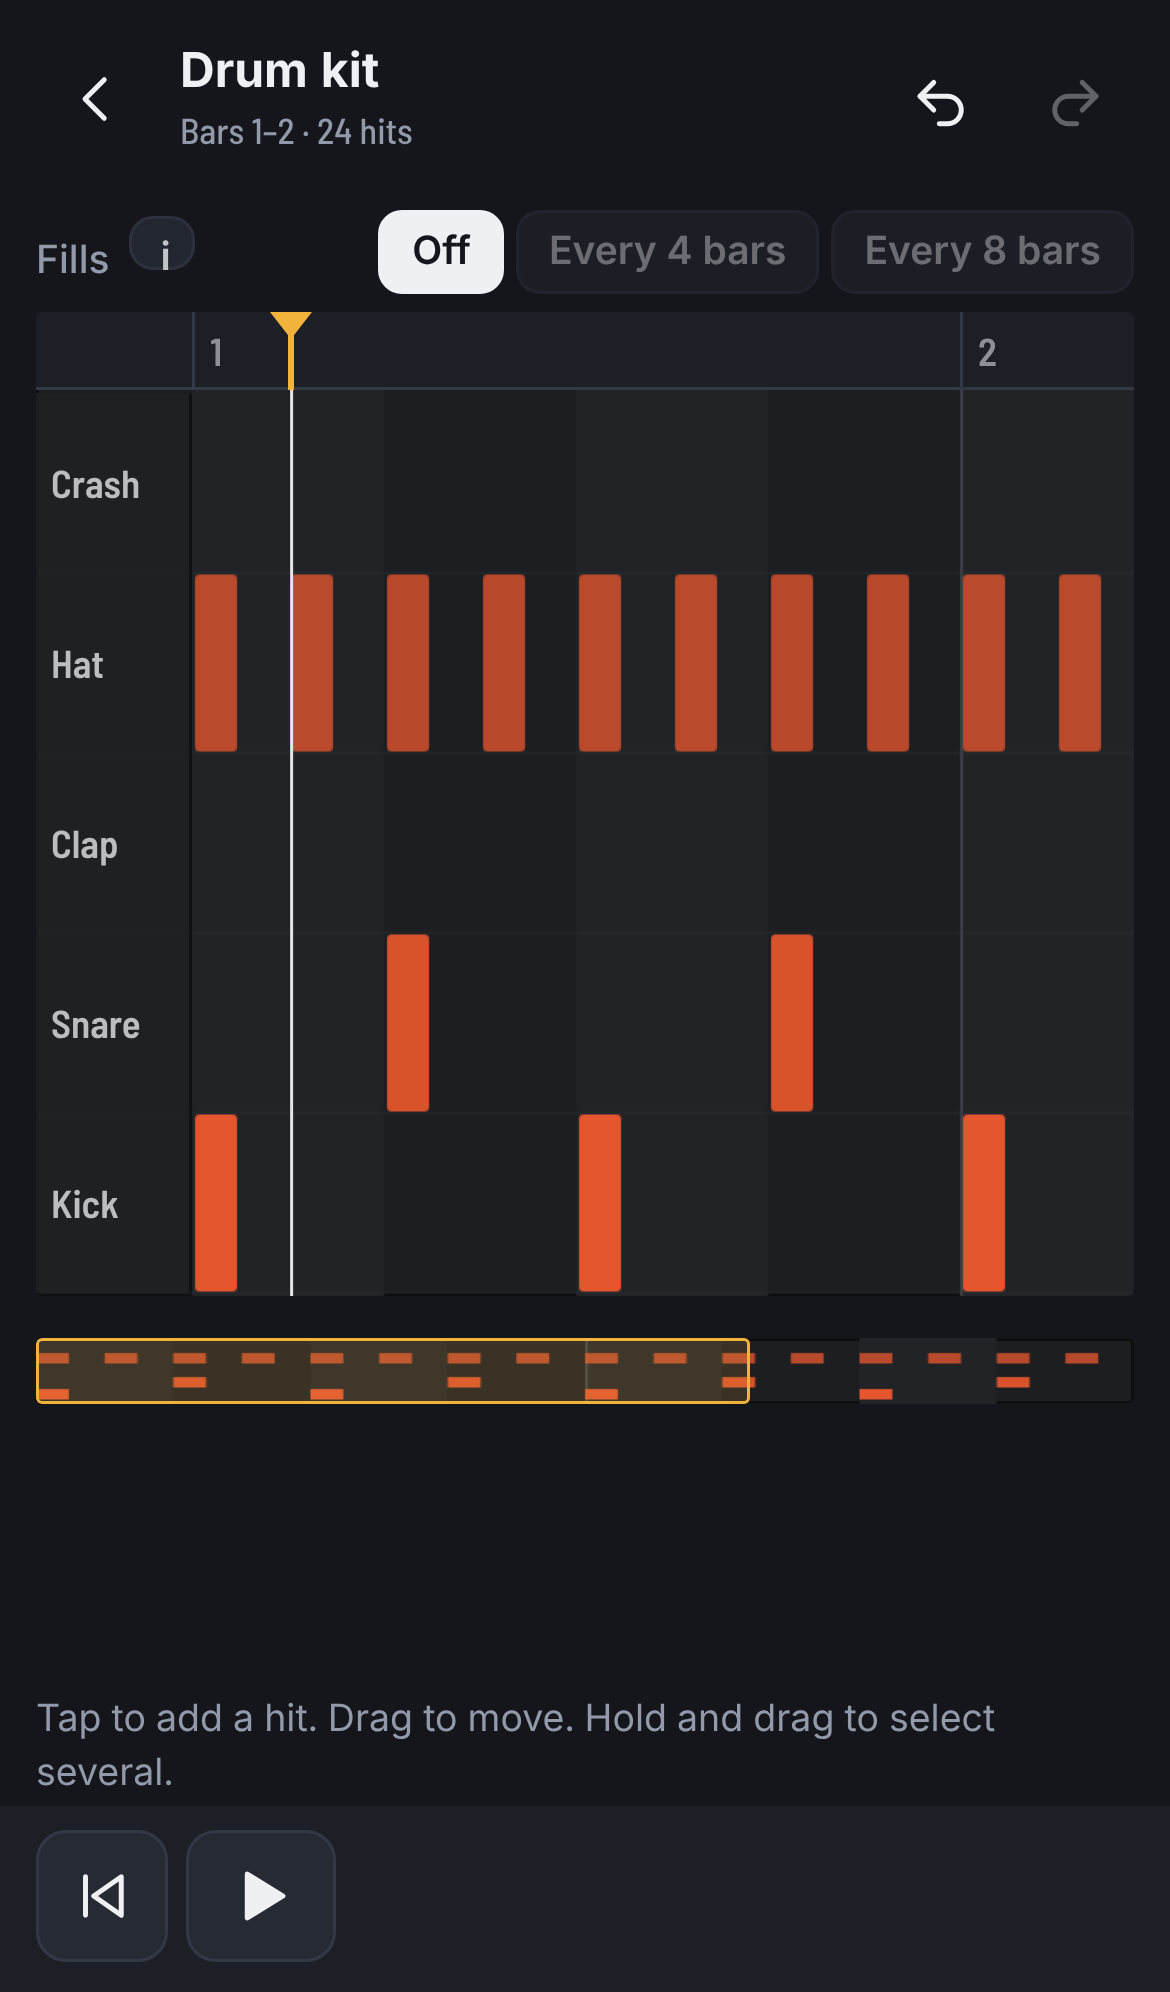 Drum kit
Bars 1–2 · 24 hits
Fills i Off Every 4 bars Every 8 bars
1 2
Crash
Hat
Clap
Snare
Kick
Tap to add a hit. Drag to move. Hold and drag to select
several.